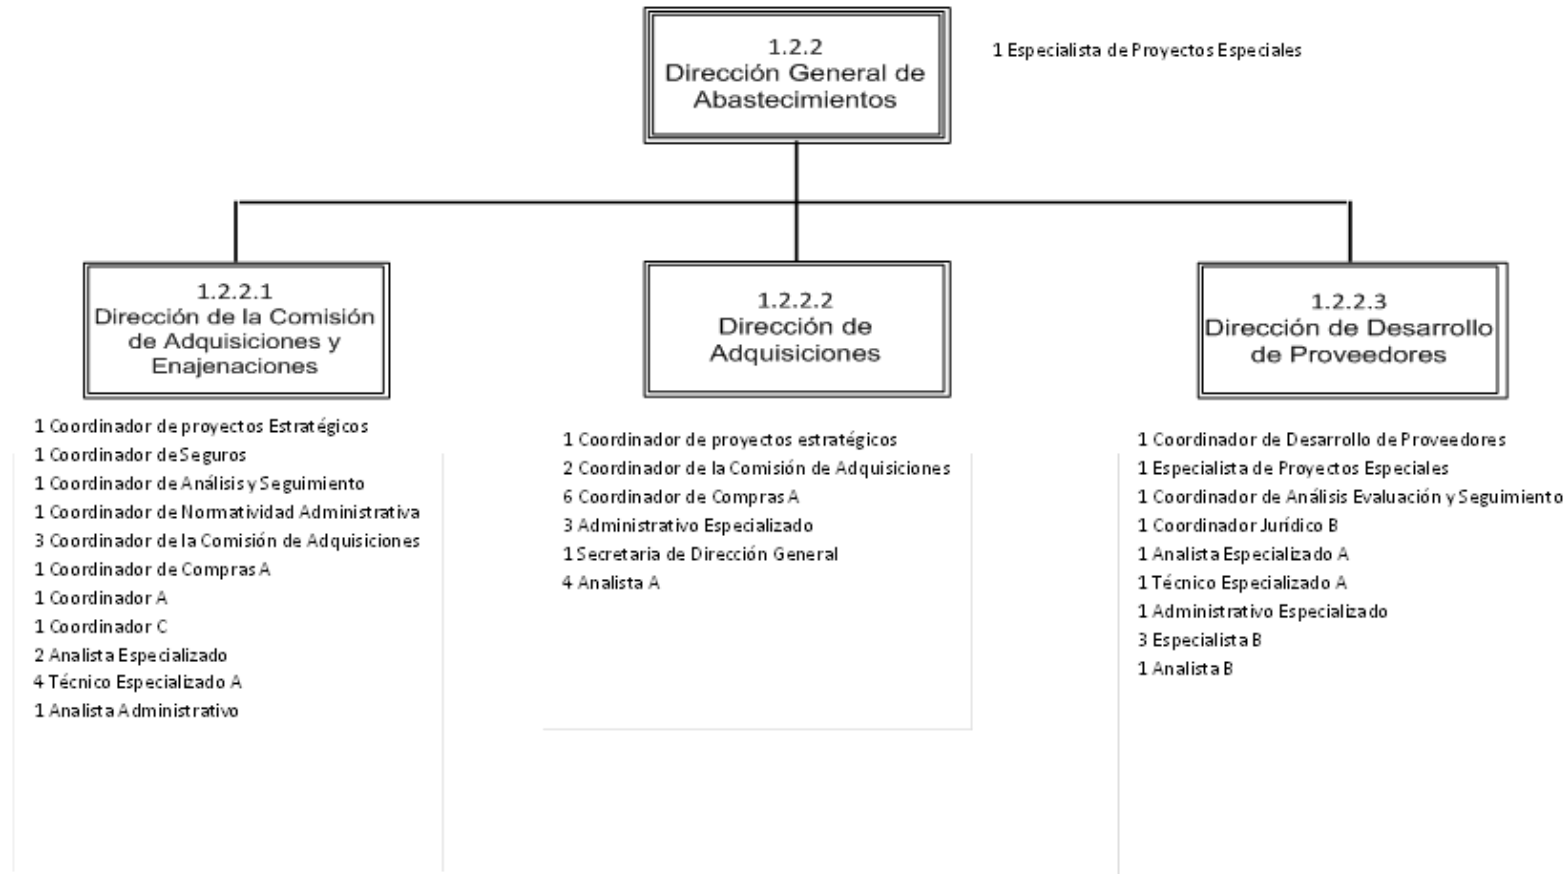 1.2.2
Dirección General de
Abastecimientos
1 Especialista de Proyectos Especiales
1.2.2.1
Dirección de la Comisión
de Adquisiciones y
Enajenaciones
1 Coordinador de proyectos Estratégicos
1 Coordinador de Seguros
1 Coordinador de Análisis y Seguimiento
1 Coordinador de Normatividad Administrativa
3 Coordinador de la Comisión de Adquisiciones
1 Coordinador de Compras A
1 Coordinador A
1 Coordinador C
2 Analista Especializado
4 Técnico Especializado A
1 Analista Administrativo
1.2.2.2
Dirección de
Adquisiciones
1 Coordinador de proyectos estratégicos
2 Coordinador de la Comisión de Adquisiciones
6 Coordinador de Compras A
3 Administrativo Especializado
1 Secretaria de Dirección General
4 Analista A
1.2.2.3
Dirección de Desarrollo
de Proveedores
1 Coordinador de Desarrollo de Proveedores
1 Especialista de Proyectos Especiales
1 Coordinador de Análisis Evaluación y Seguimiento
1 Coordinador Jurídico B
1 Analista Especializado A
1 Técnico Especializado A
1 Administrativo Especializado
3 Especialista B
1 Analista B